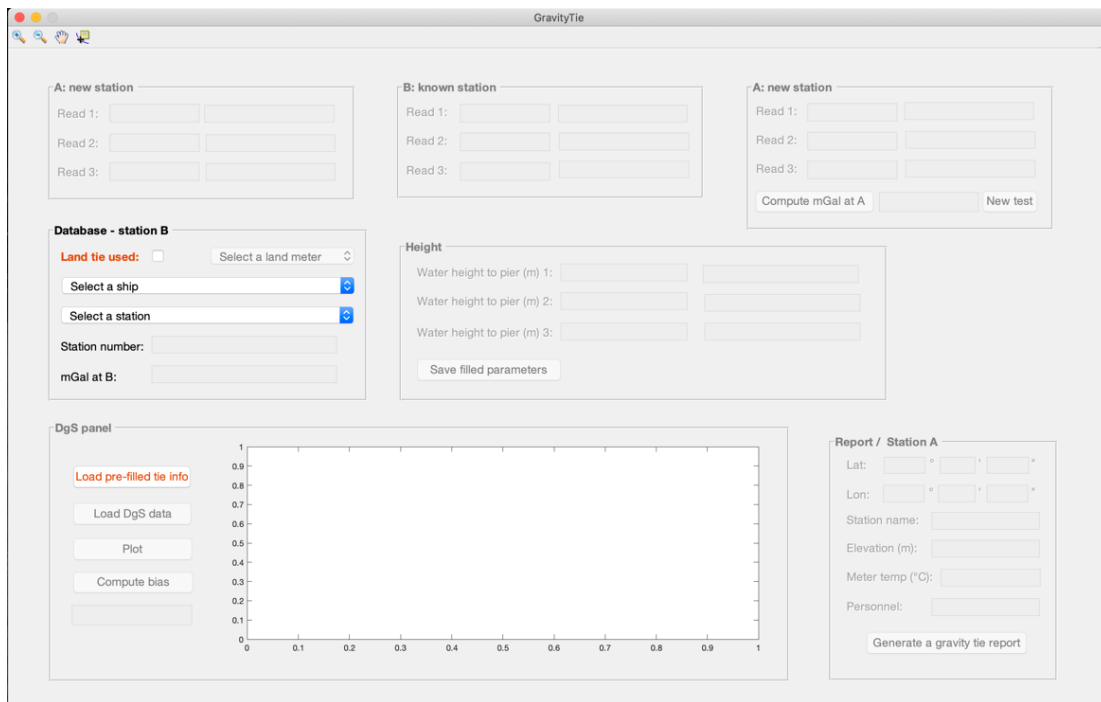 GravityTie
A: new station
Read 1:
Read 2:
Read 3:
B: known station
Read 1:
Read 2:
Read 3:
A: new station
Read 1:
Read 2:
Read 3:
Compute mGal at A
New test
Database - station B
Land tie used:
Select a land meter
Select a ship
Select a station
Station number:
mGal at B:
Height
Water height to pier (m) 1:
Water height to pier (m) 2:
Water height to pier (m) 3:
Save filled parameters
DgS panel
Load pre-filled tie info
Load DgS data
Plot
Compute bias
1
0.9
0.8
0.7
0.6
0.5
0.4
0.3
0.2
0.1
0
0 0.1 0.2 0.3 0.4 0.5 0.6 0.7 0.8 0.9 1
Report / Station A
Lat: ° ' "
Lon: ° ' "
Station name:
Elevation (m):
Meter temp (°C):
Personnel:
Generate a gravity tie report